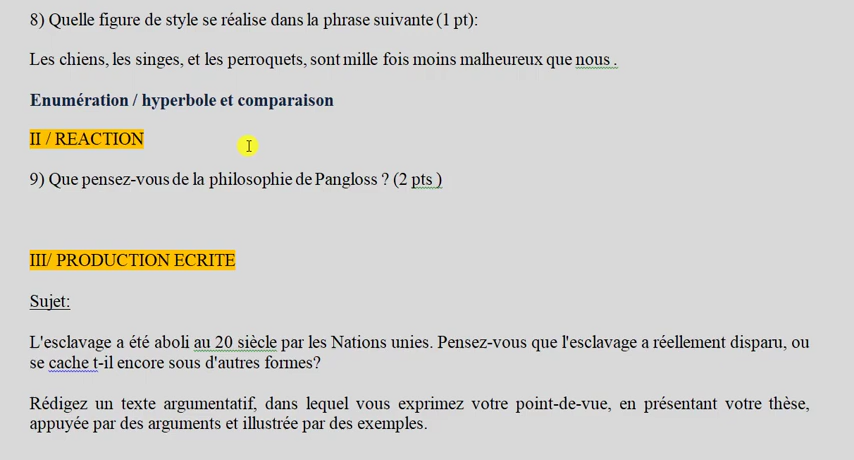 8) Quelle figure de style se réalise dans la phrase suivante (1 pt):
Les chiens, les singes, et les perroquets, sont mille fois moins malheureux que nous .
Enumération / hyperbole et comparaison
II / REACTION
9) Que pensez-vous de la philosophie de Pangloss ? (2 pts )
III/ PRODUCTION ECRITE
Sujet:
L'esclavage a été aboli au 20 siècle par les Nations unies. Pensez-vous que l'esclavage a réellement disparu, ou
se cache t-il encore sous d'autres formes?
Rédigez un texte argumentatif, dans lequel vous exprimez votre point-de-vue, en présentant votre thèse,
appuyée par des arguments et illustrée par des exemples.